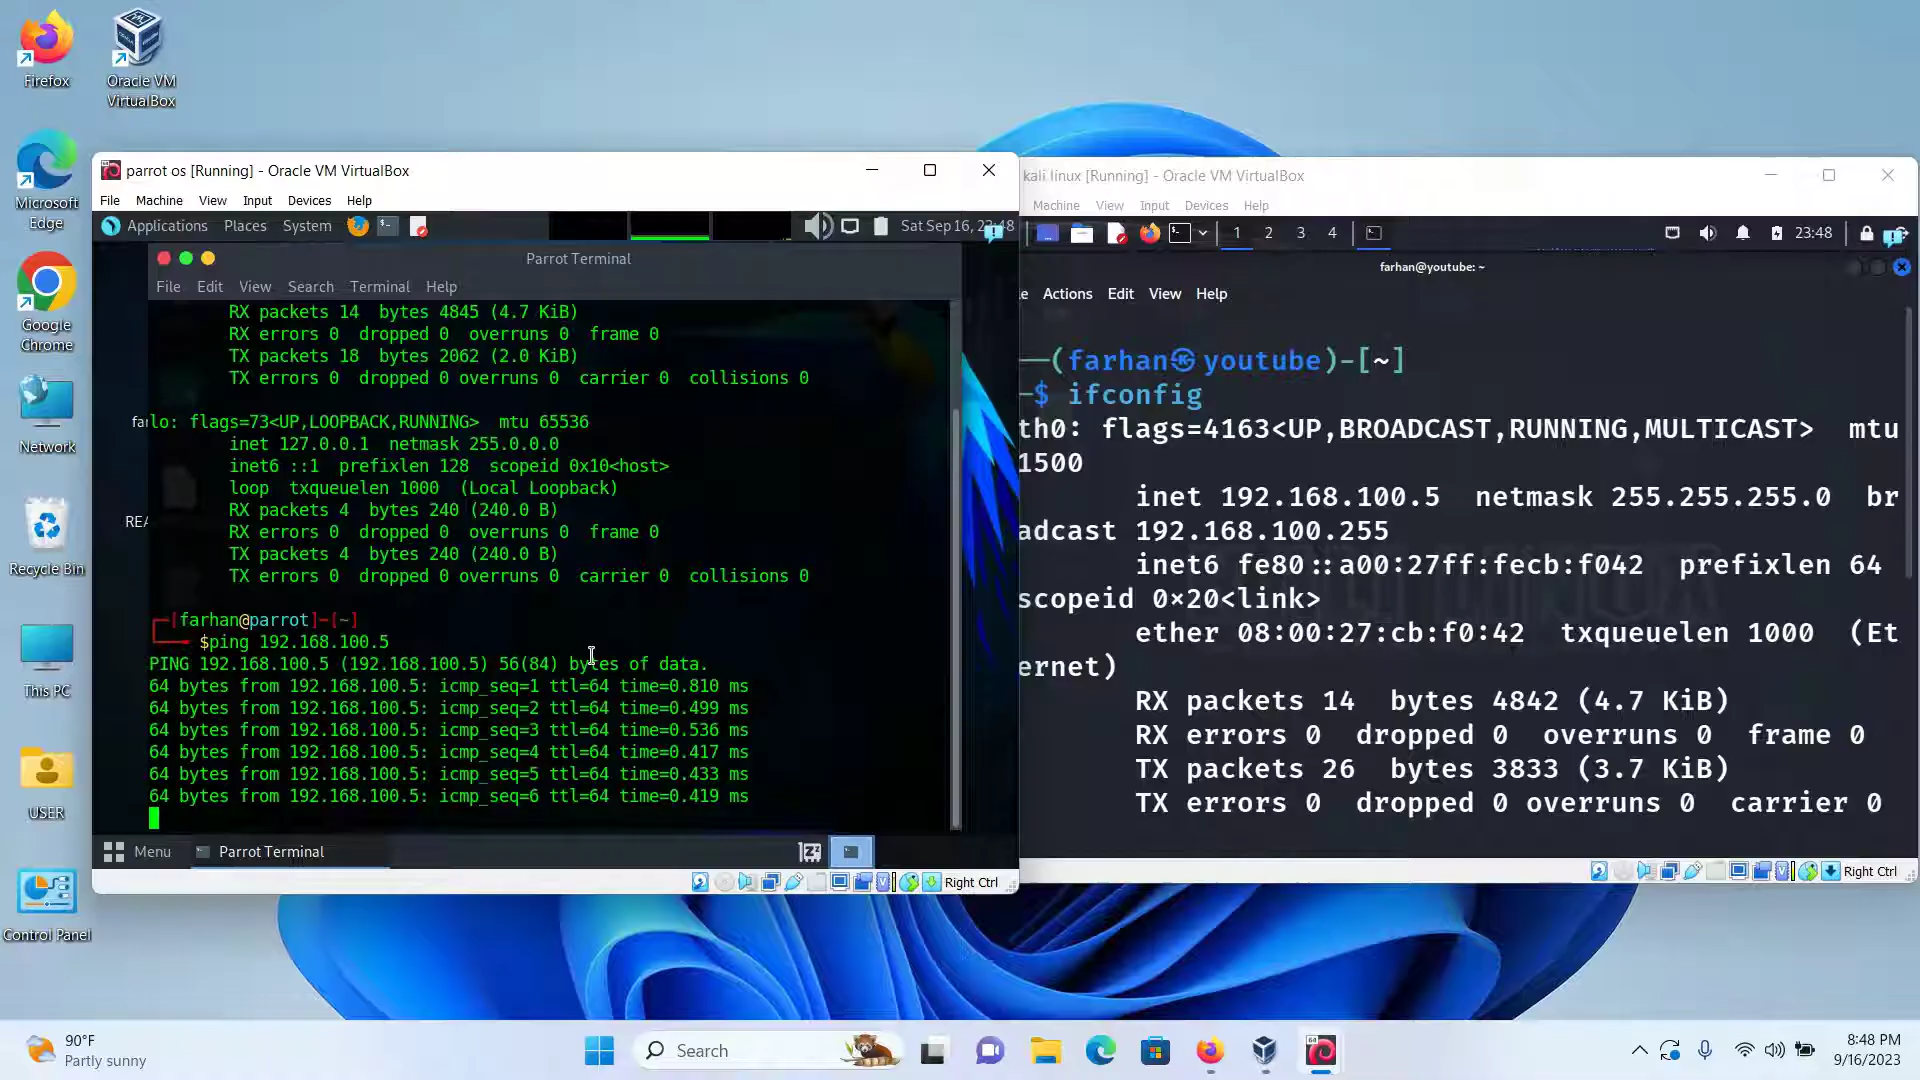 Firefox
Oracle VM
VirtualBox
Microsoft
Edge
Google
Chrome
Network
Recycle Bin
This PC
USER
Control Panel
parrot os [Running] - Oracle VM VirtualBox
File Machine View Input Devices Help
Applications Places System Sat Sep 16, 23:48
Parrot Terminal
File Edit View Search Terminal Help
RX packets 14  bytes 4845 (4.7 KiB)
RX errors 0  dropped 0  overruns 0  frame 0
TX packets 18  bytes 2062 (2.0 KiB)
TX errors 0  dropped 0 overruns 0  carrier 0  collisions 0
lo: flags=73<UP,LOOPBACK,RUNNING>  mtu 65536
inet 127.0.0.1  netmask 255.0.0.0
inet6 ::1  prefixlen 128  scopeid 0x10<host>
loop  txqueuelen 1000  (Local Loopback)
RX packets 4  bytes 240 (240.0 B)
RX errors 0  dropped 0  overruns 0  frame 0
TX packets 4  bytes 240 (240.0 B)
TX errors 0  dropped 0 overruns 0  carrier 0  collisions 0
[farhan@parrot]-[~]
$ping 192.168.100.5
PING 192.168.100.5 (192.168.100.5) 56(84) bytes of data.
64 bytes from 192.168.100.5: icmp_seq=1 ttl=64 time=0.810 ms
64 bytes from 192.168.100.5: icmp_seq=2 ttl=64 time=0.499 ms
64 bytes from 192.168.100.5: icmp_seq=3 ttl=64 time=0.536 ms
64 bytes from 192.168.100.5: icmp_seq=4 ttl=64 time=0.417 ms
64 bytes from 192.168.100.5: icmp_seq=5 ttl=64 time=0.433 ms
64 bytes from 192.168.100.5: icmp_seq=6 ttl=64 time=0.419 ms
Menu Parrot Terminal
Right Ctrl
kali linux [Running] - Oracle VM VirtualBox
Machine View Input Devices Help
1 2 3 4 23:48
farhan@youtube: ~
Actions Edit View Help
(farhan㉿youtube)-[~]
$ ifconfig
th0: flags=4163<UP,BROADCAST,RUNNING,MULTICAST>  mtu
1500
inet 192.168.100.5  netmask 255.255.255.0  br
adcast 192.168.100.255
inet6 fe80::a00:27ff:fecb:f042  prefixlen 64
scopeid 0×20<link>
ether 08:00:27:cb:f0:42  txqueuelen 1000  (Et
ernet)
RX packets 14  bytes 4842 (4.7 KiB)
RX errors 0  dropped 0  overruns 0  frame 0
TX packets 26  bytes 3833 (3.7 KiB)
TX errors 0  dropped 0 overruns 0  carrier 0
Right Ctrl
90°F
Partly sunny
Search
8:48 PM
9/16/2023